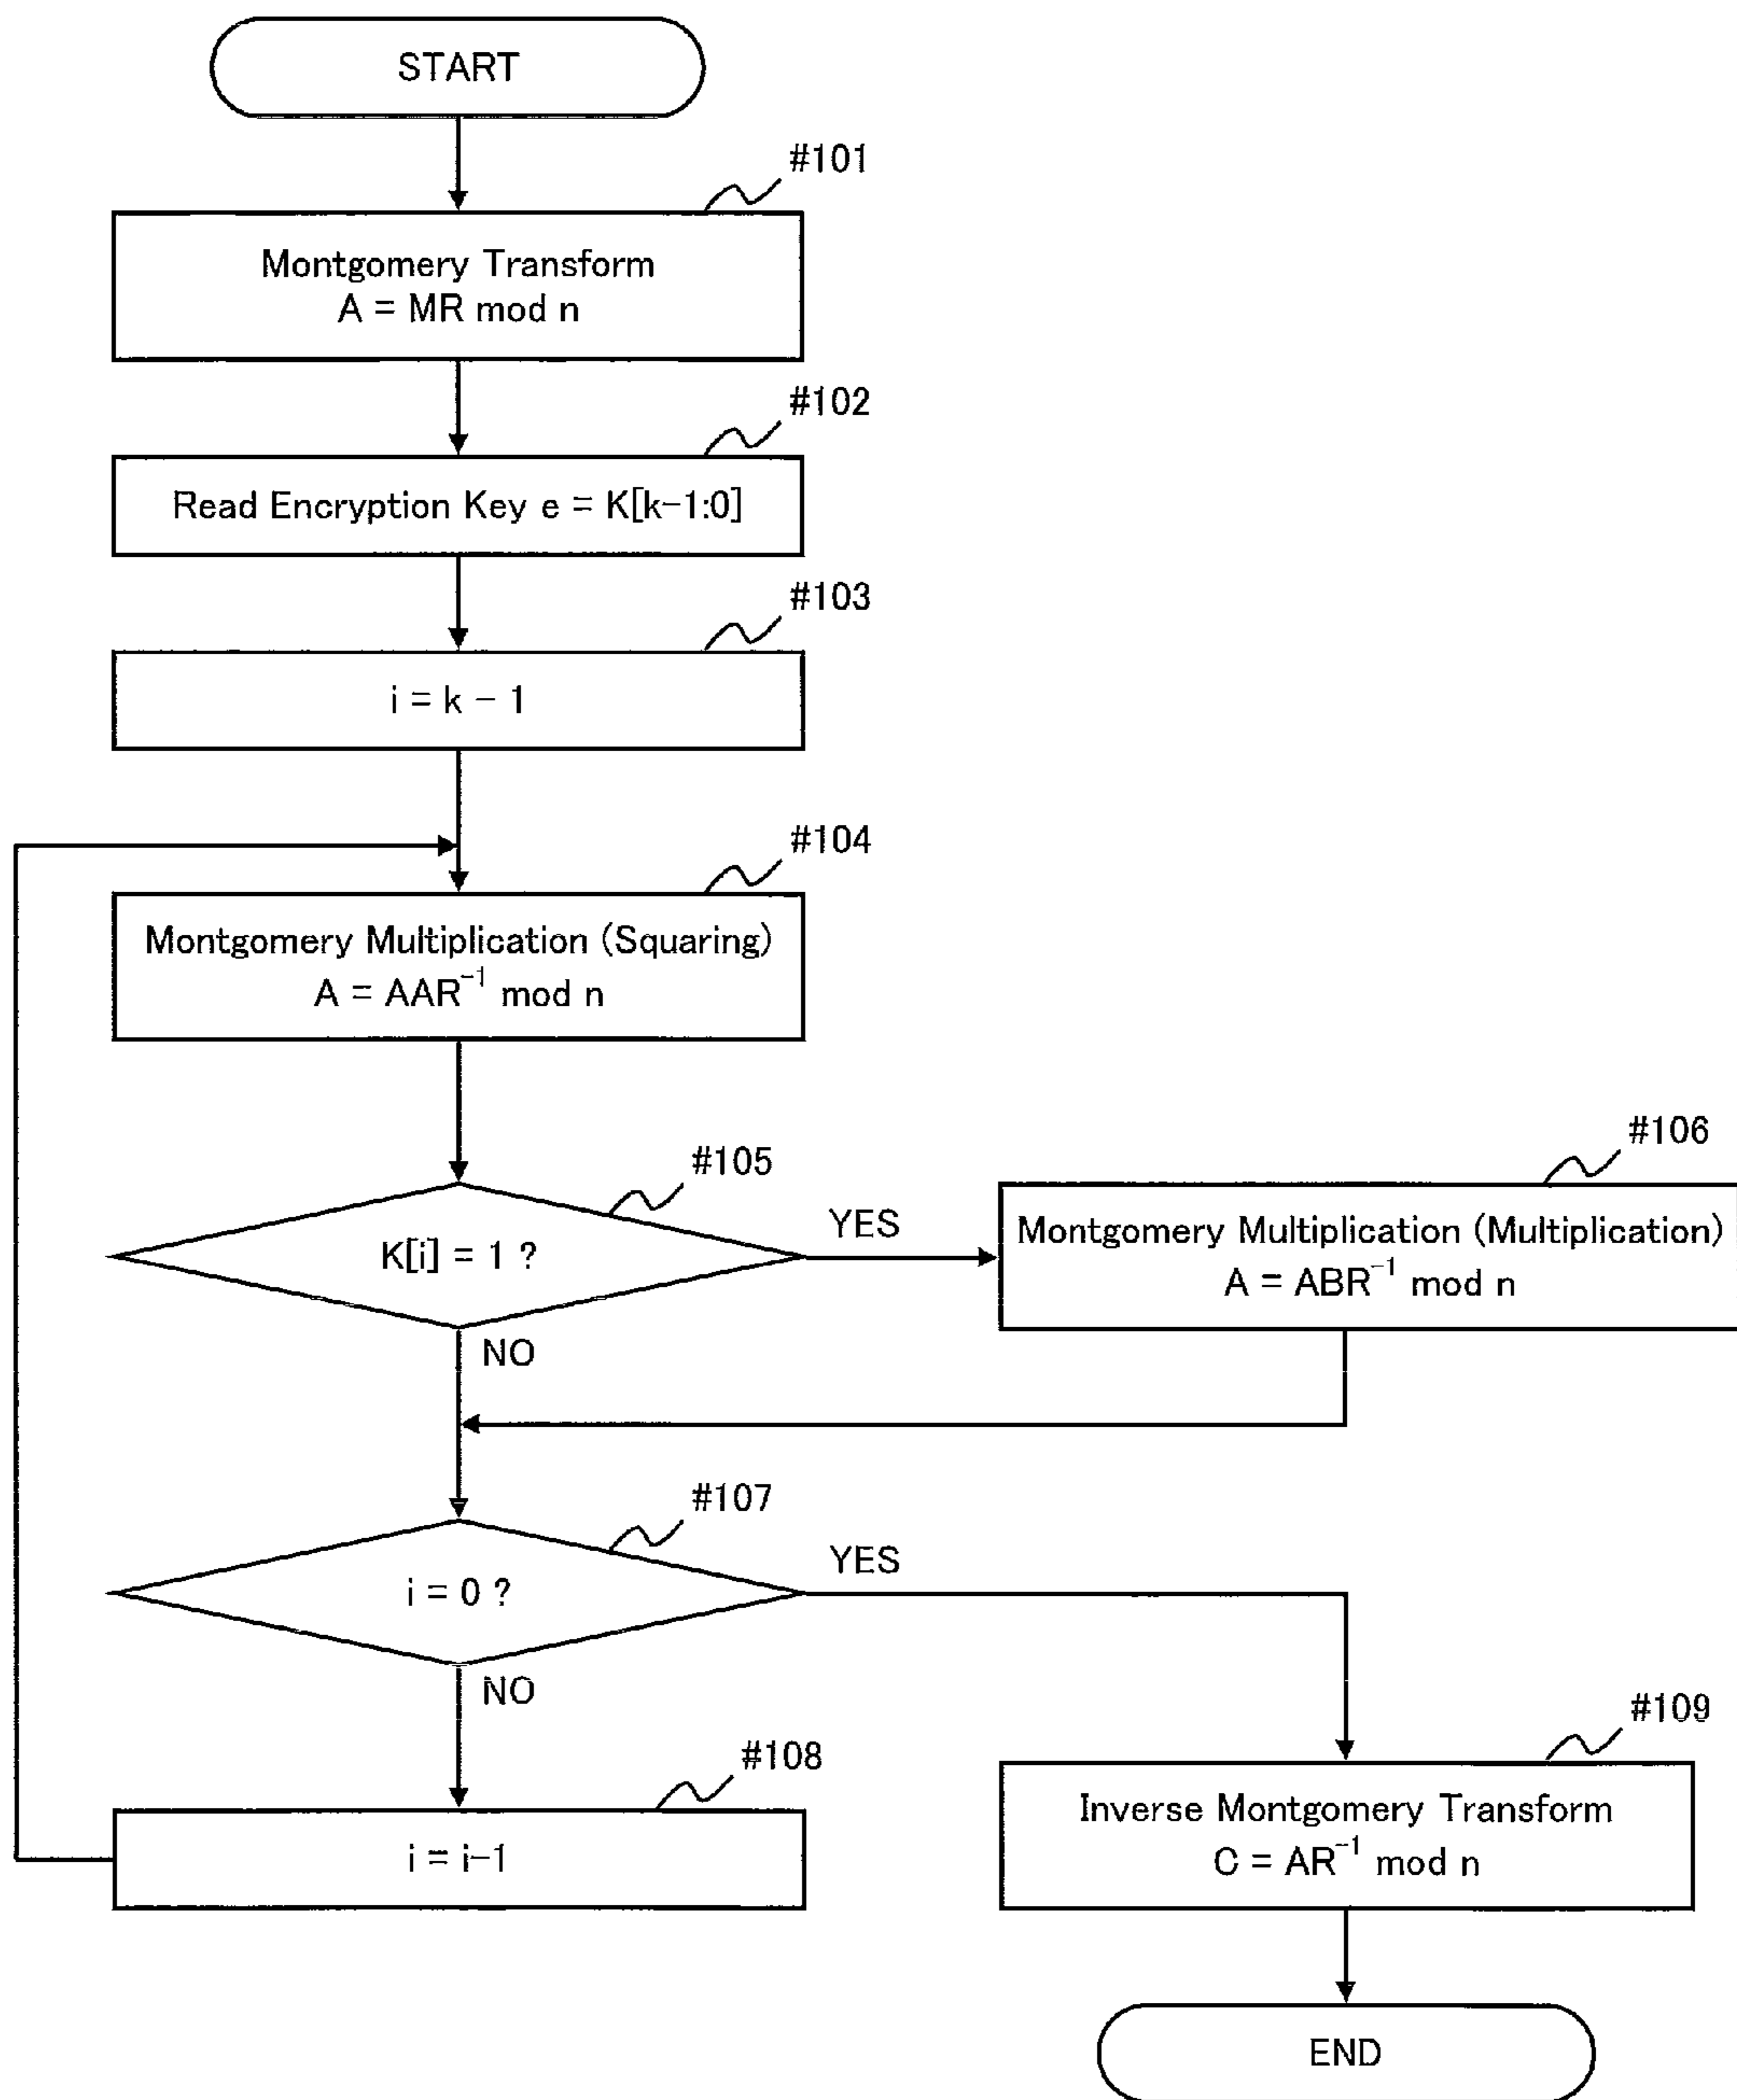 START
#101
Montgomery Transform
A = MR mod n
#102
Read Encryption Key e = K[k-1:0]
#103
i = k - 1
#104
Montgomery Multiplication (Squaring)
A = AAR⁻¹ mod n
#105
K[i] = 1 ?
YES
NO
#106
Montgomery Multiplication (Multiplication)
A = ABR⁻¹ mod n
#107
i = 0 ?
YES
NO
#108
i = i-1
#109
Inverse Montgomery Transform
C = AR⁻¹ mod n
END